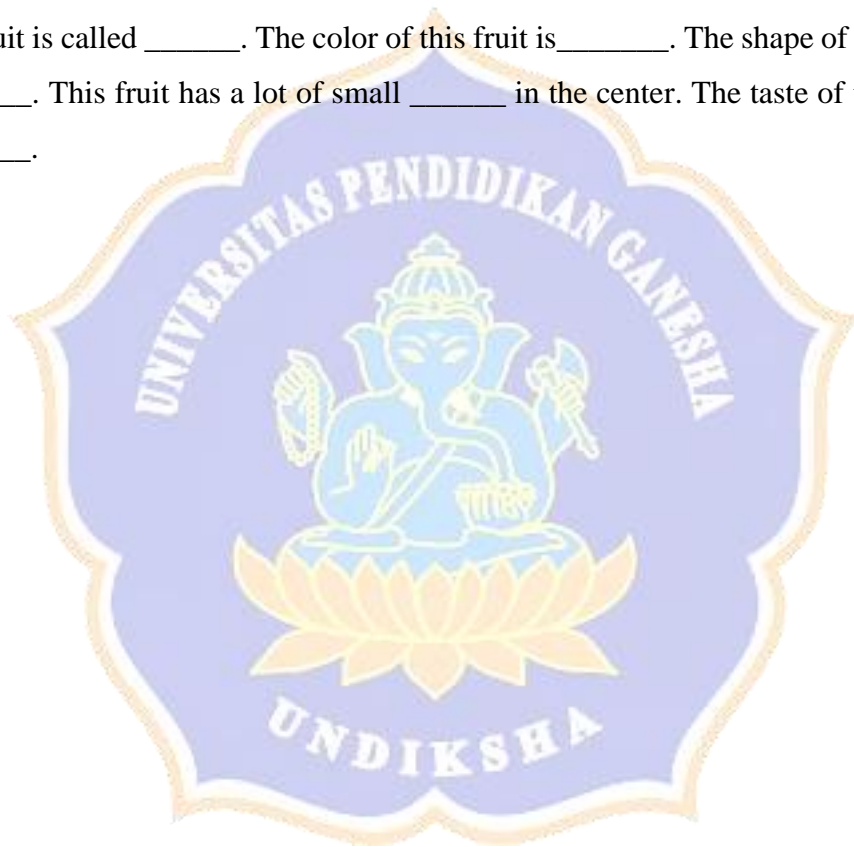 uit is called ______. The color of this fruit is_______. The shape of
__. This fruit has a lot of small ______ in the center. The taste of
__.
UNIVERSITAS PENDIDIKAN GANESHA
UNDIKSHA